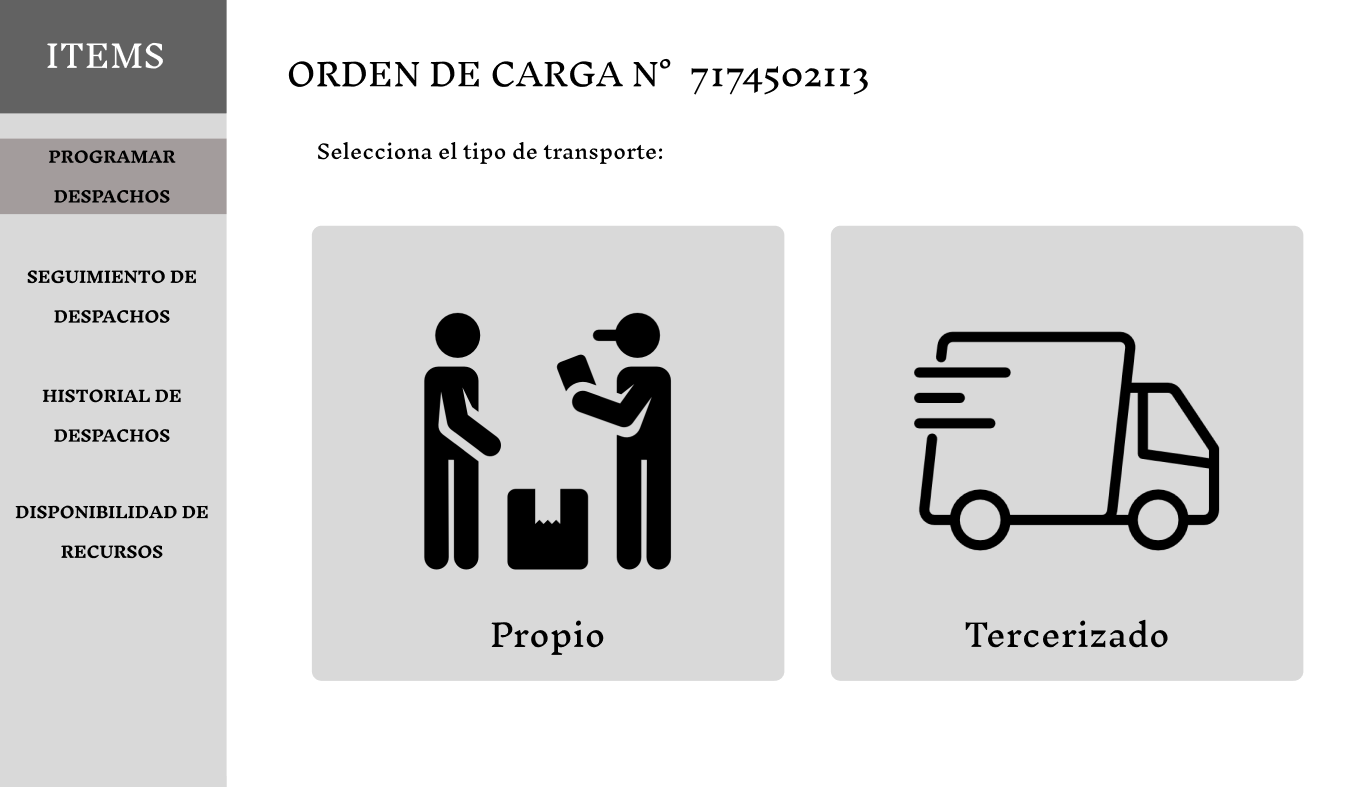 ITEMS
PROGRAMAR
DESPACHOS
SEGUIMIENTO DE
DESPACHOS
HISTORIAL DE
DESPACHOS
DISPONIBILIDAD DE
RECURSOS
ORDEN DE CARGA N° 7174502113
Selecciona el tipo de transporte:
Propio
Tercerizado